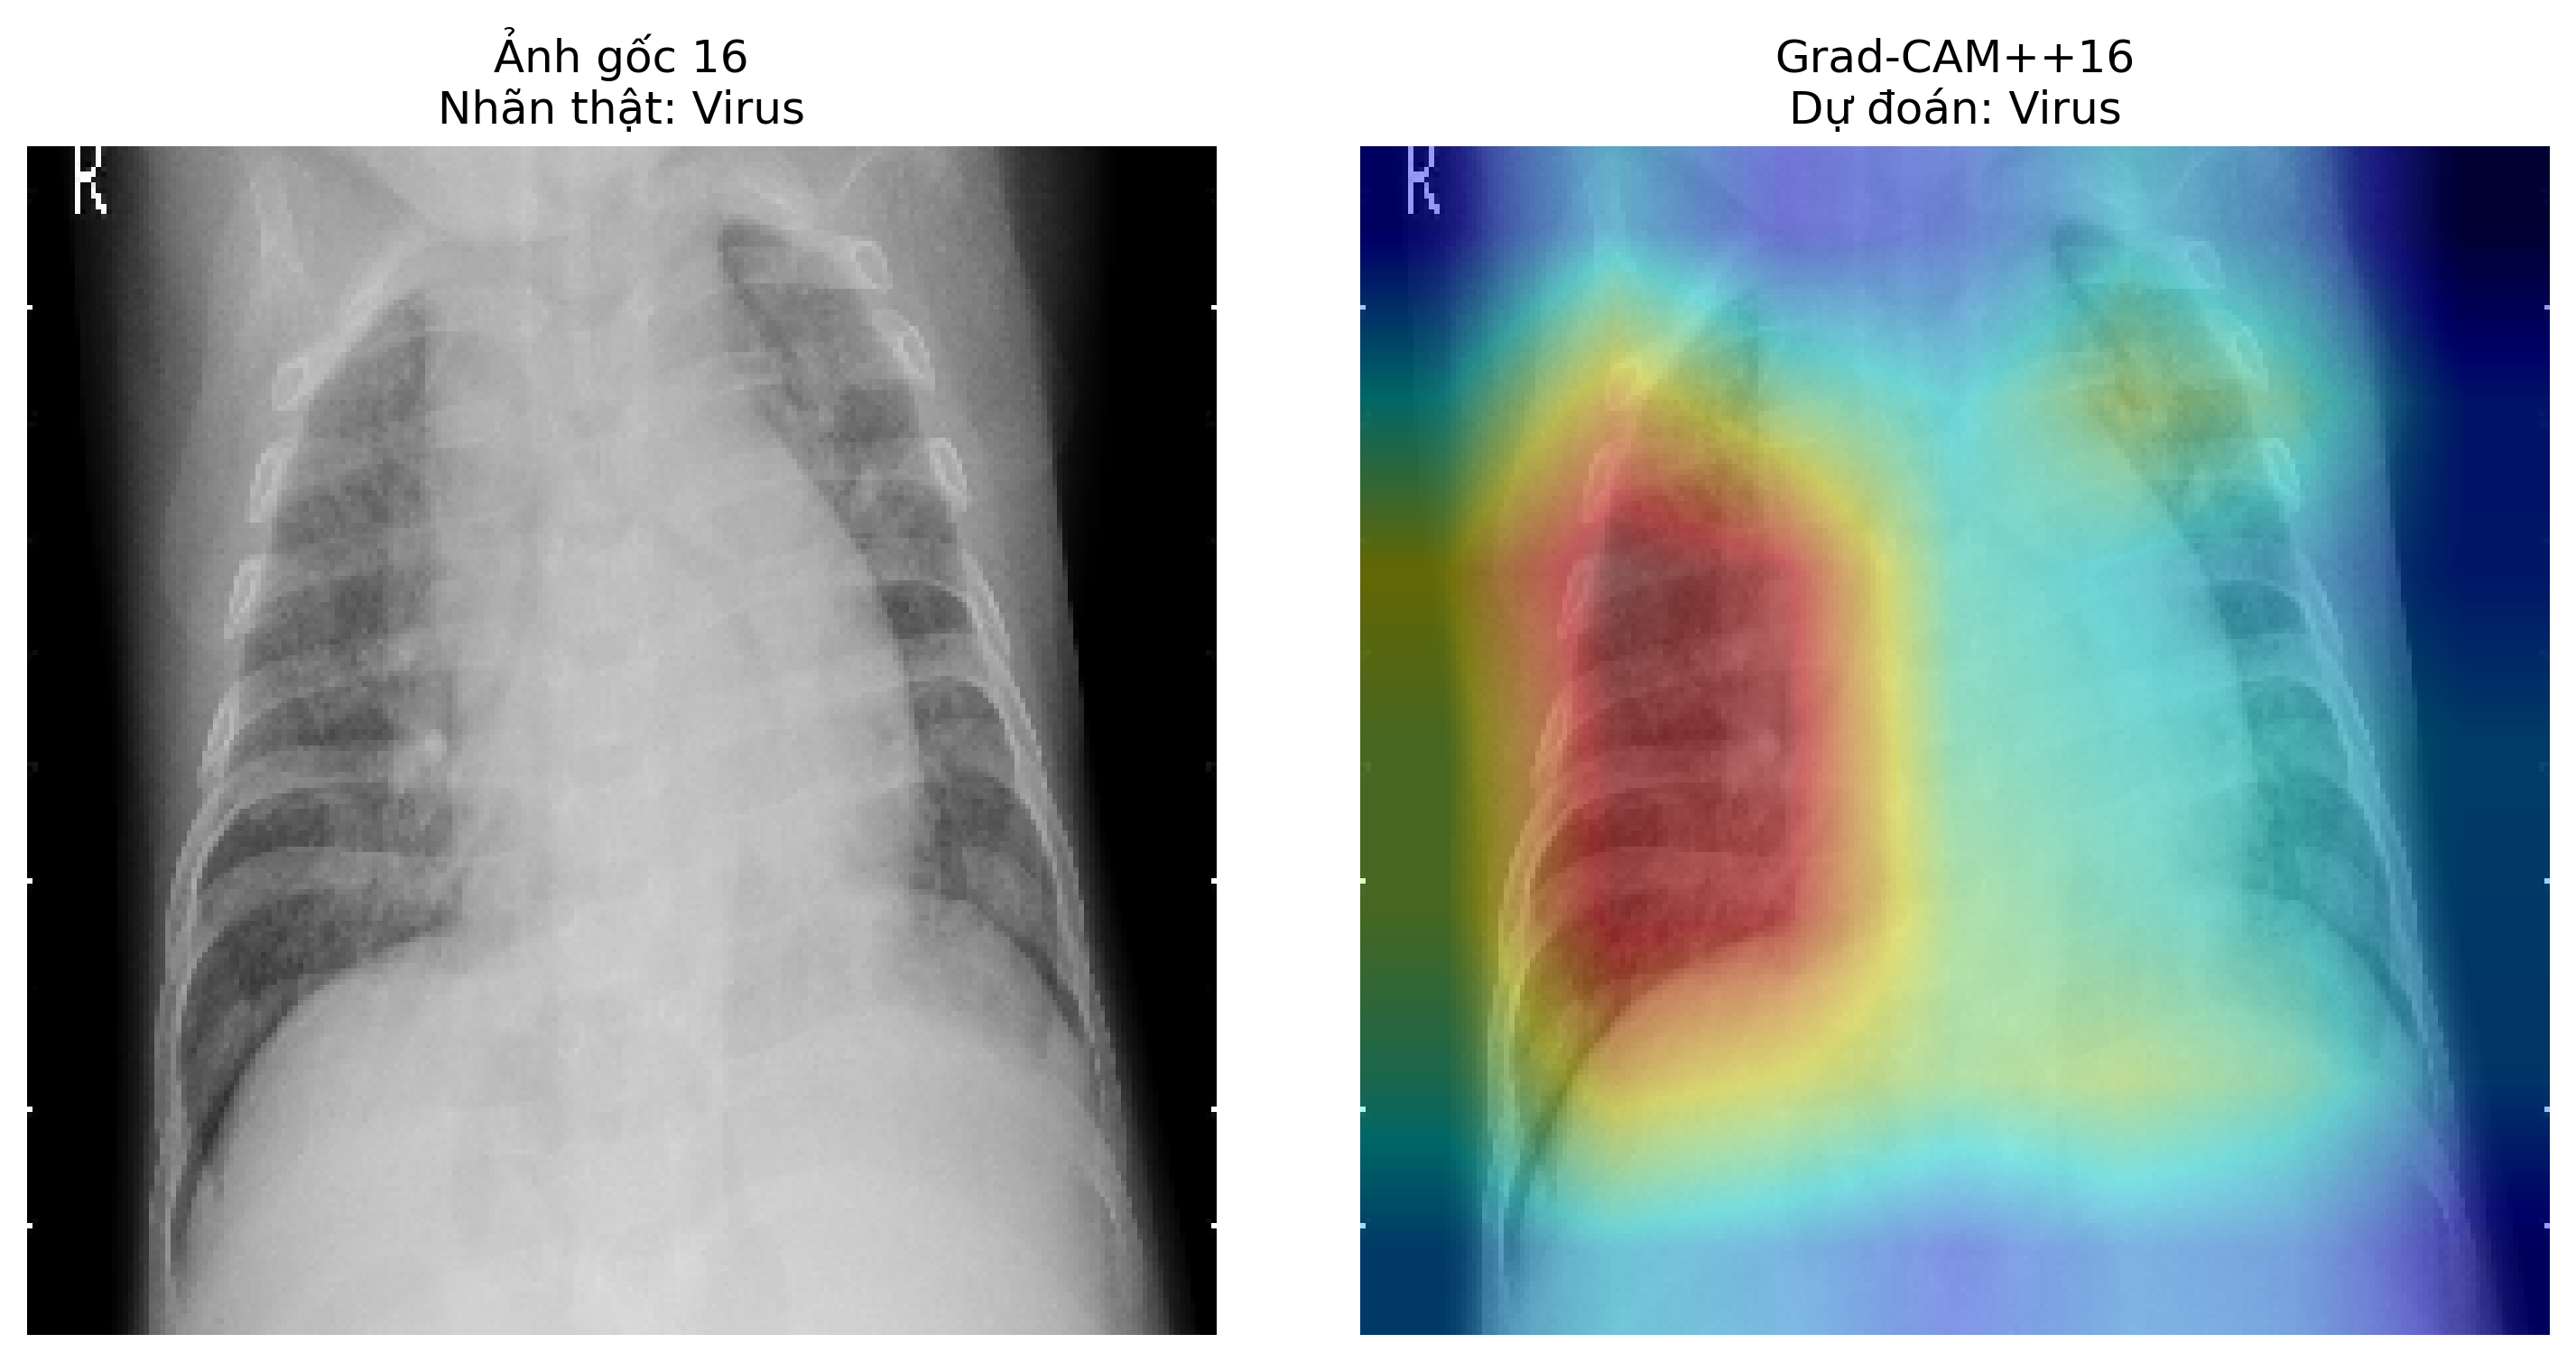 Ảnh gốc 16
Nhãn thật: Virus
Grad-CAM++16
Dự đoán: Virus
R
R